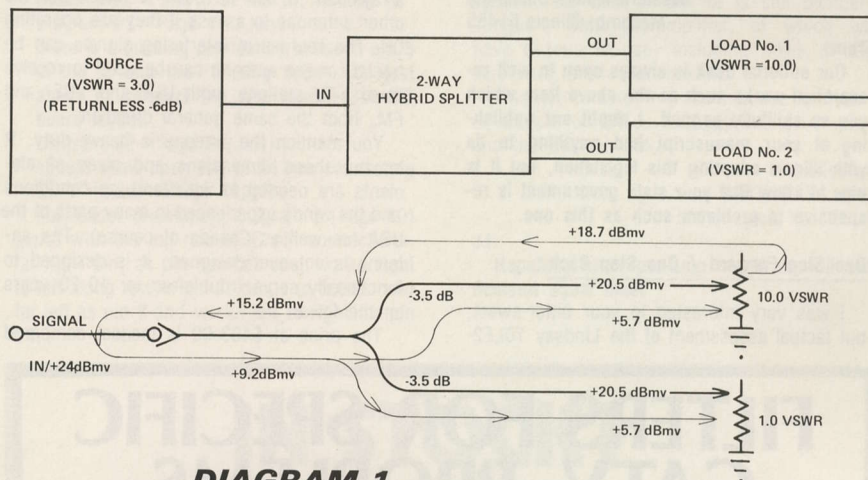 SOURCE
(VSWR = 3.0)
(RETURNLESS -6dB)
IN
2-WAY
HYBRID SPLITTER
OUT
OUT
LOAD No. 1
(VSWR =10.0)
LOAD No. 2
(VSWR = 1.0)
+18.7 dBmv
+15.2 dBmv
-3.5 dB
+20.5 dBmv
10.0 VSWR
+5.7 dBMv
SIGNAL
IN/+24dBmv
+9.2dBmv
-3.5 dB
+20.5 dBmv
+5.7 dBmv
1.0 VSWR
DIAGRAM 1